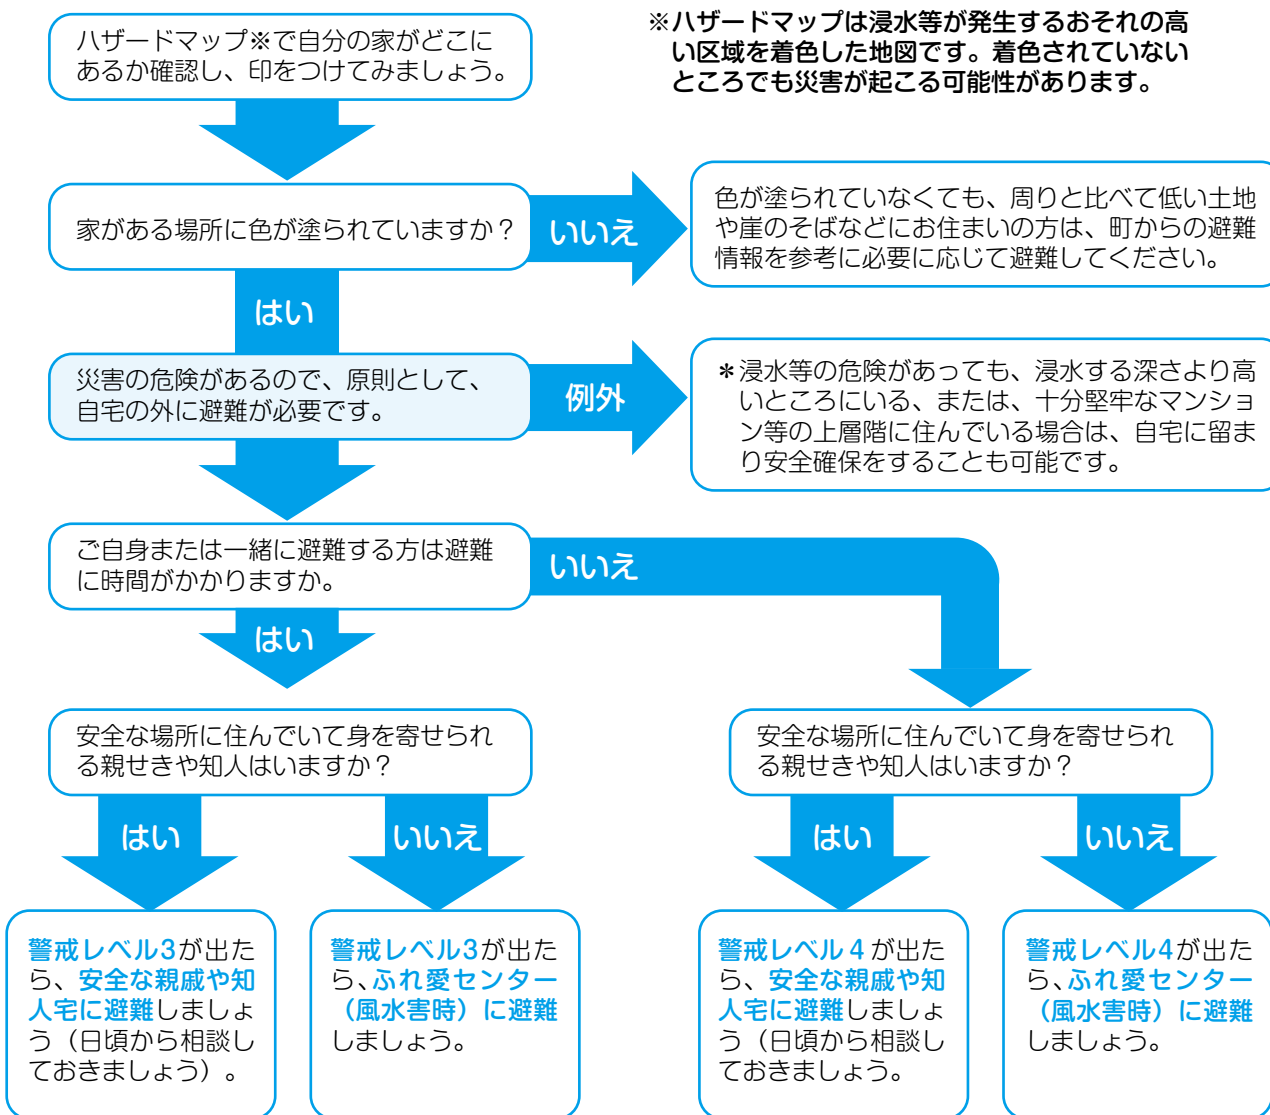 ハザードマップ※で自分の家がどこに
あるか確認し、印をつけてみましょう。
※ハザードマップは浸水等が発生するおそれの高
い区域を着色した地図です。着色されていない
ところでも災害が起こる可能性があります。
家がある場所に色が塗られていますか？
いいえ
色が塗られていなくても、周りと比べて低い土地
や崖のそばなどにお住まいの方は、町からの避難
情報を参考に必要に応じて避難してください。
はい
災害の危険があるので、原則として、
自宅の外に避難が必要です。
例外
＊浸水等の危険があっても、浸水する深さより高
いところにいる、または、十分堅牢なマンショ
ン等の上層階に住んでいる場合は、自宅に留ま
り安全確保をすることも可能です。
ご自身または一緒に避難する方は避難
に時間がかかりますか。
いいえ
はい
安全な場所に住んでいて身を寄せられ
る親せきや知人はいますか？
安全な場所に住んでいて身を寄せられ
る親せきや知人はいますか？
はい
いいえ
はい
いいえ
警戒レベル3が出た
ら、安全な親戚や知
人宅に避難しましょ
う（日頃から相談し
ておきましょう）。
警戒レベル3が出た
ら、ふれ愛センター
（風水害時）に避難
しましょう。
警戒レベル４が出た
ら、安全な親戚や知
人宅に避難しましょ
う（日頃から相談し
ておきましょう。
警戒レベル4が出た
ら、ふれ愛センター
（風水害時）に避難
しましょう。